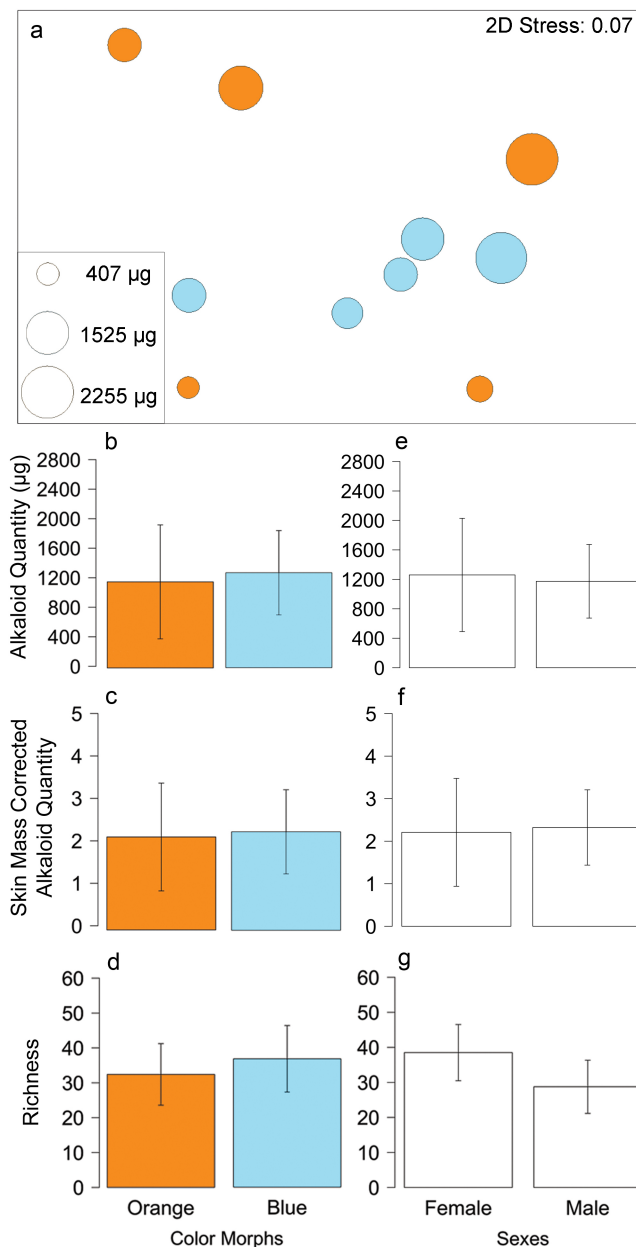 a
2D Stress: 0.07
407 µg
1525 µg
2255 µg
b
Alkaloid Quantity (µg)
2800
2400
2000
1600
1200
800
400
0
e
2800
2400
2000
1600
1200
800
400
0
c
Skin Mass Corrected
Alkaloid Quantity
5
4
3
2
1
0
f
5
4
3
2
1
0
d
Richness
60
50
40
30
20
10
0
Orange
Blue
Color Morphs
g
60
50
40
30
20
10
0
Female
Male
Sexes